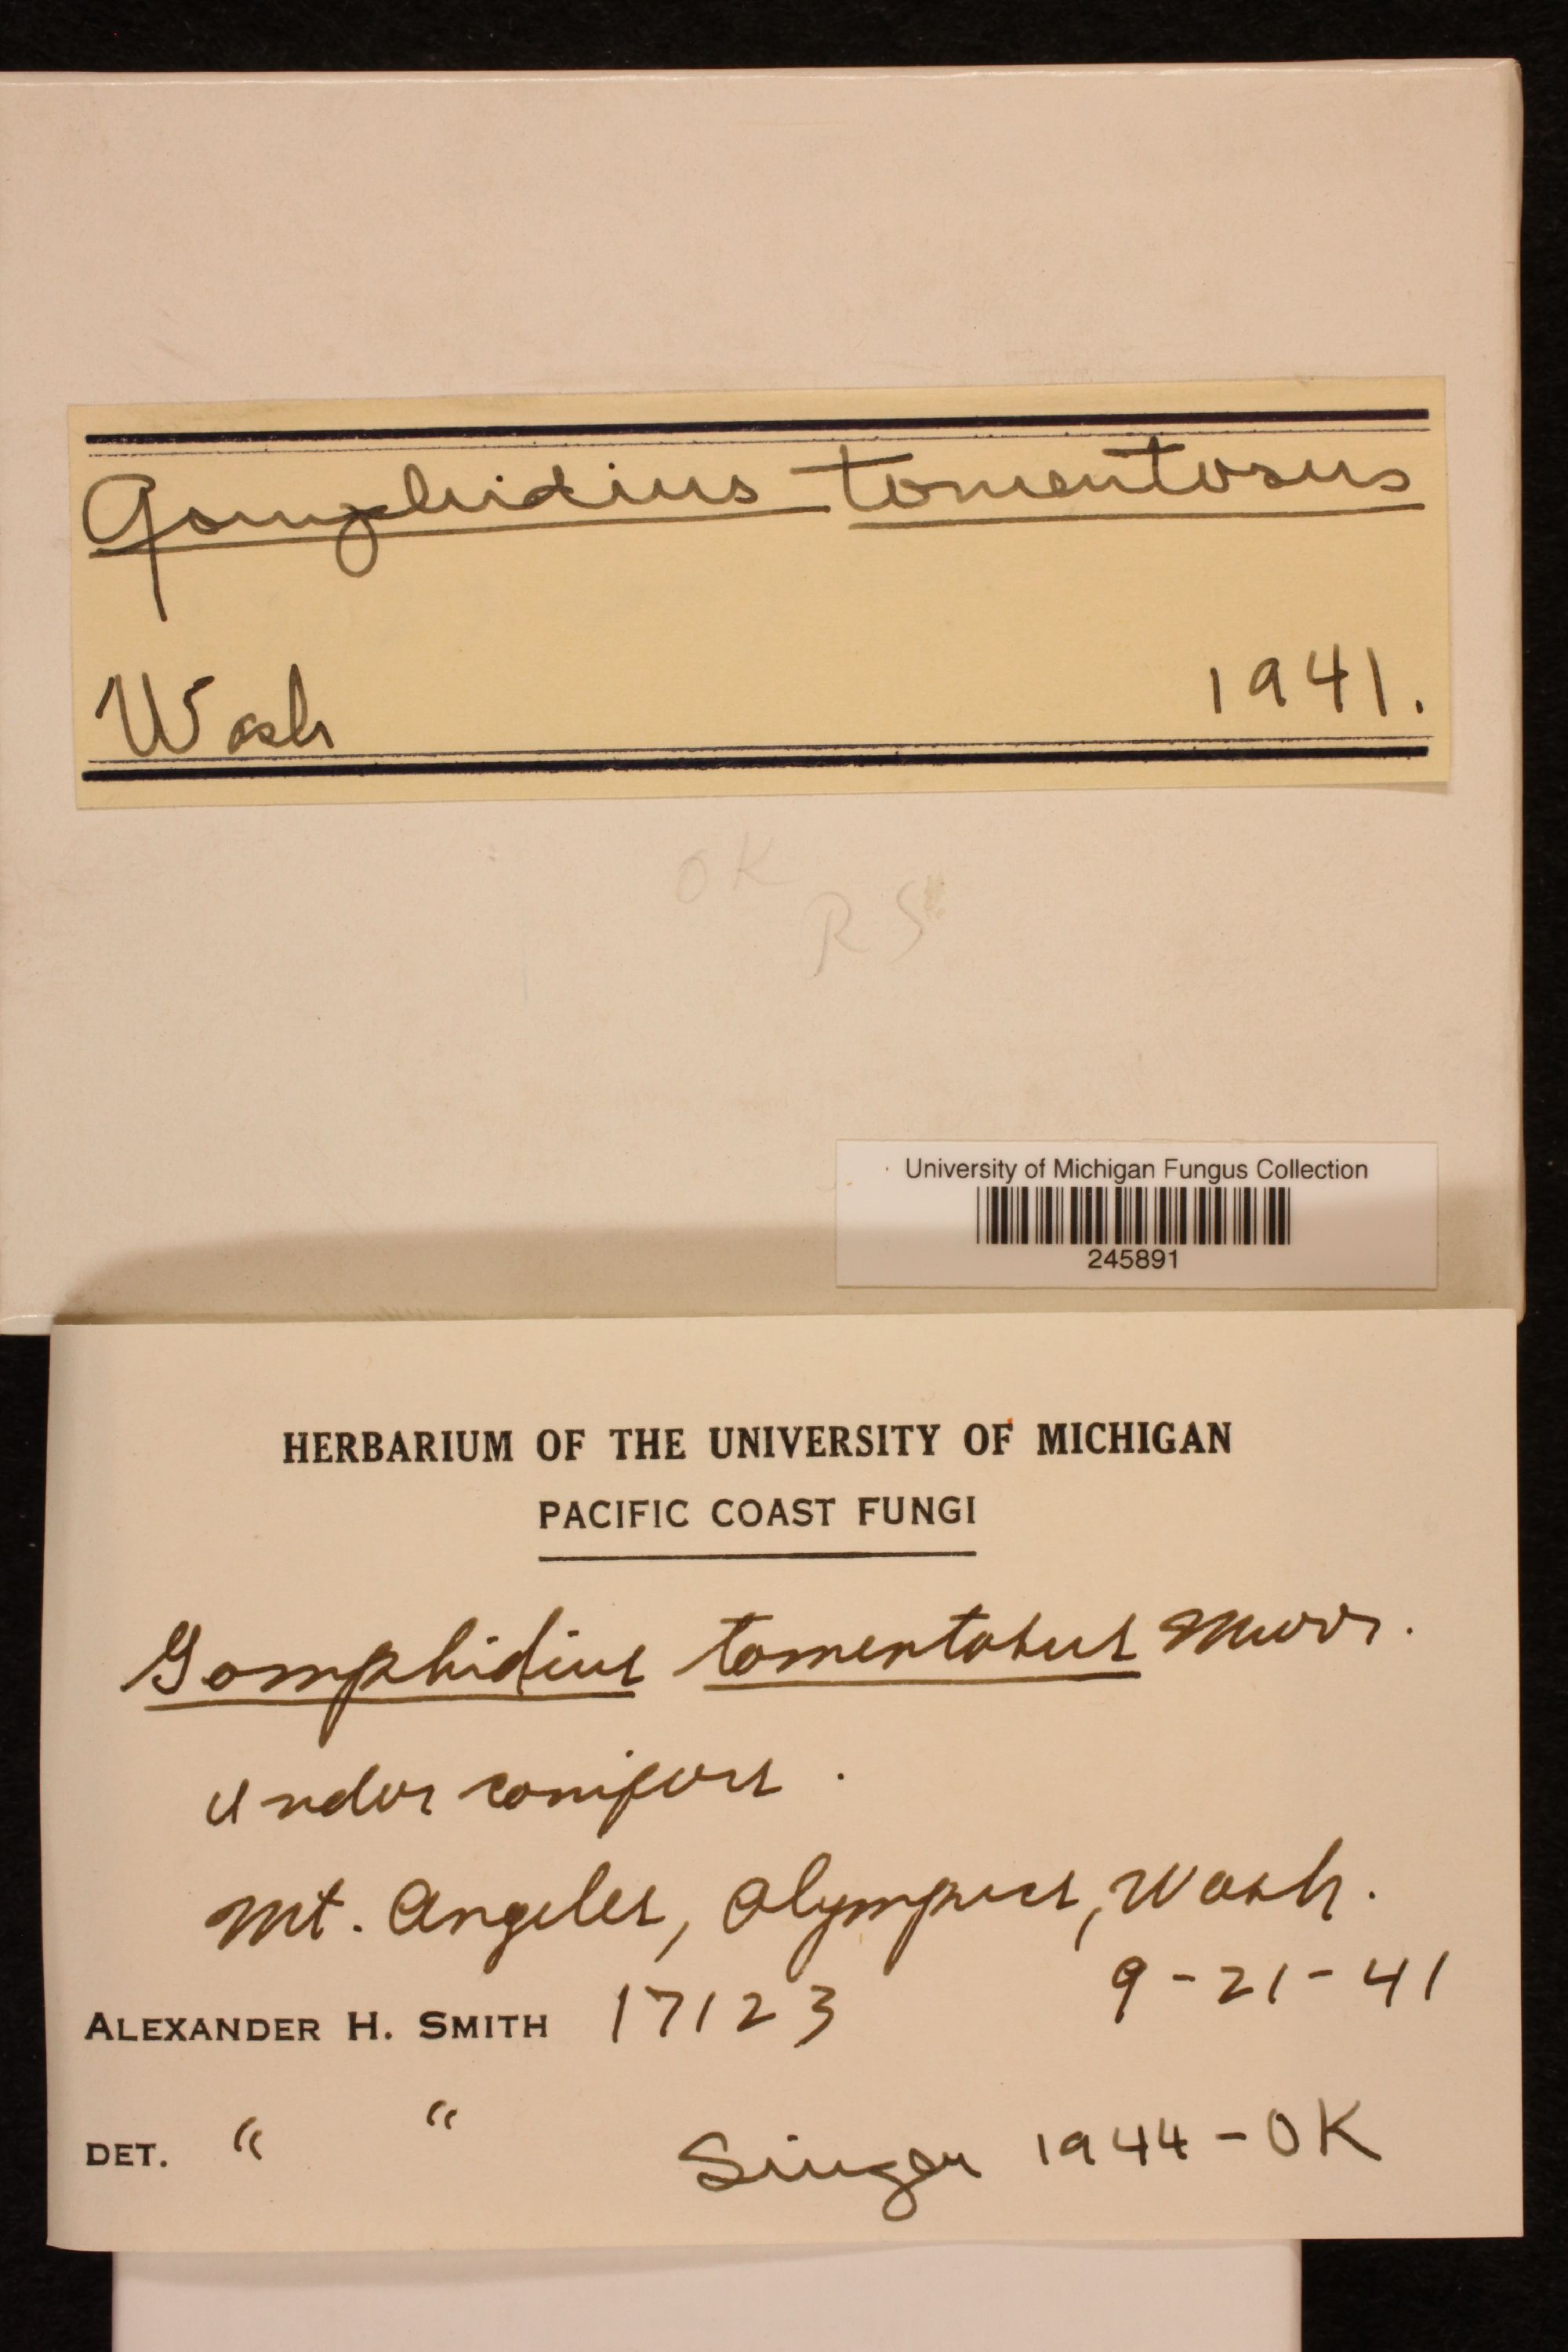 Gomphidius tomentosus
Wash 1941.
OK
RS
University of Michigan Fungus Collection
245891
HERBARIUM OF THE UNIVERSITY OF MICHIGAN
PACIFIC COAST FUNGI
Gomphidius tomentosus Murr.
under conifers.
Mt. Angeles, Olympics, Wash.
ALEXANDER H. SMITH 17123 9-21-41
DET. " " Singer 1944-OK